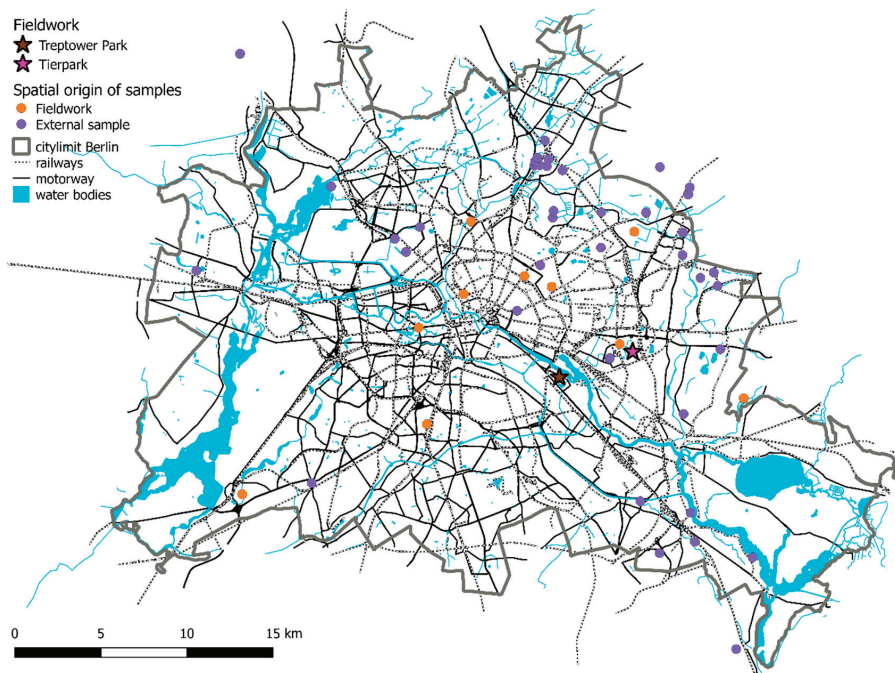 Fieldwork
Treptower Park
Tierpark
Spatial origin of samples
Fieldwork
External sample
citylimit Berlin
railways
motorway
water bodies
0 5 10 15 km